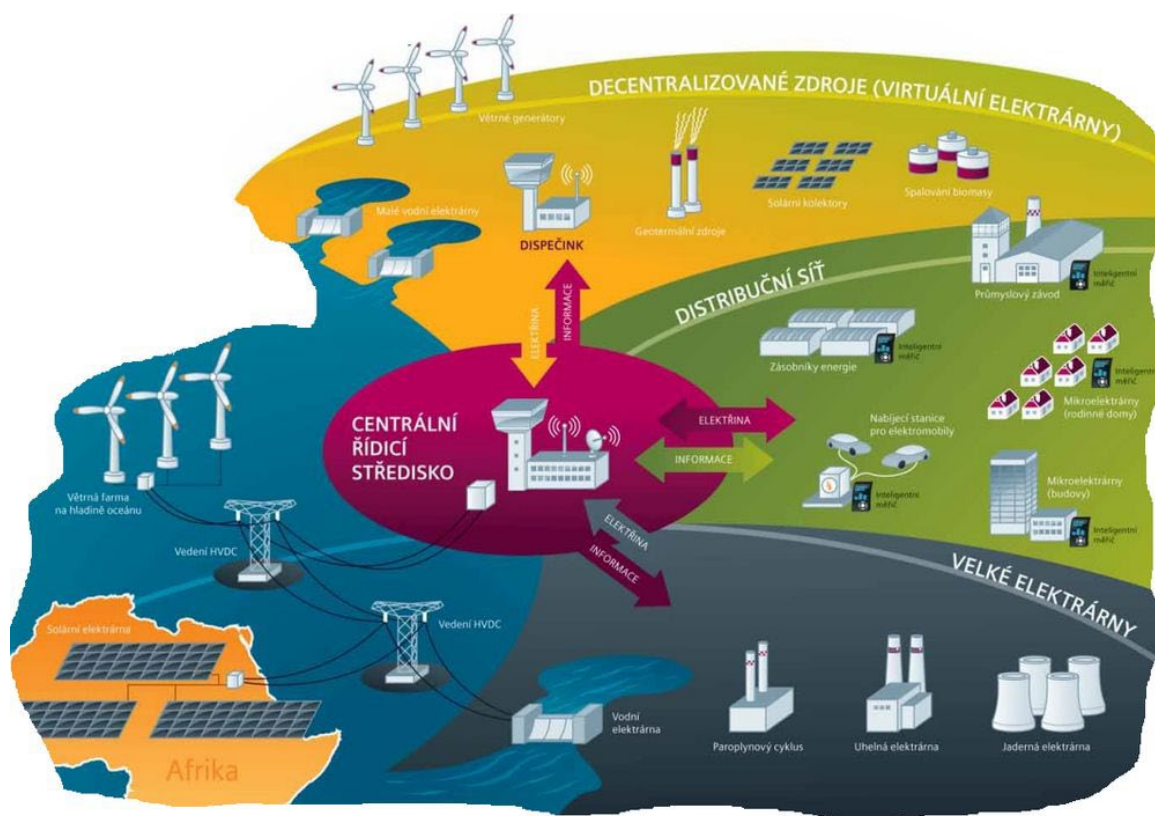 DECENTRALIZOVANÉ ZDROJE (VIRTUÁLNÍ ELEKTRÁRNY)
Větrné generátory
Malé vodní elektrárny
DISPEČINK
Geotermální zdroje
Solární kolektory
Spalování biomasy
ELEKTŘINA
INFORMACE
DISTRIBUČNÍ SÍŤ
Průmyslový závod
Inteligentní
měřič
Zásobníky energie
Inteligentní
měřič
Inteligentní
měřič
Mikroelektrárny
(rodinné domy)
Nabíjecí stanice
pro elektromobily
Inteligentní
měřič
Mikroelektrárny
(budovy)
Inteligentní
měřič
CENTRÁLNÍ
ŘÍDICÍ
STŘEDISKO
ELEKTŘINA
INFORMACE
ELEKTŘINA
INFORMACE
Větrná farma
na hladině oceánu
Vedení HVDC
Vedení HVDC
Solární elektrárna
Afrika
VELKÉ ELEKTRÁRNY
Vodní
elektrárna
Paroplynový cyklus
Uhelná elektrárna
Jaderná elektrárna